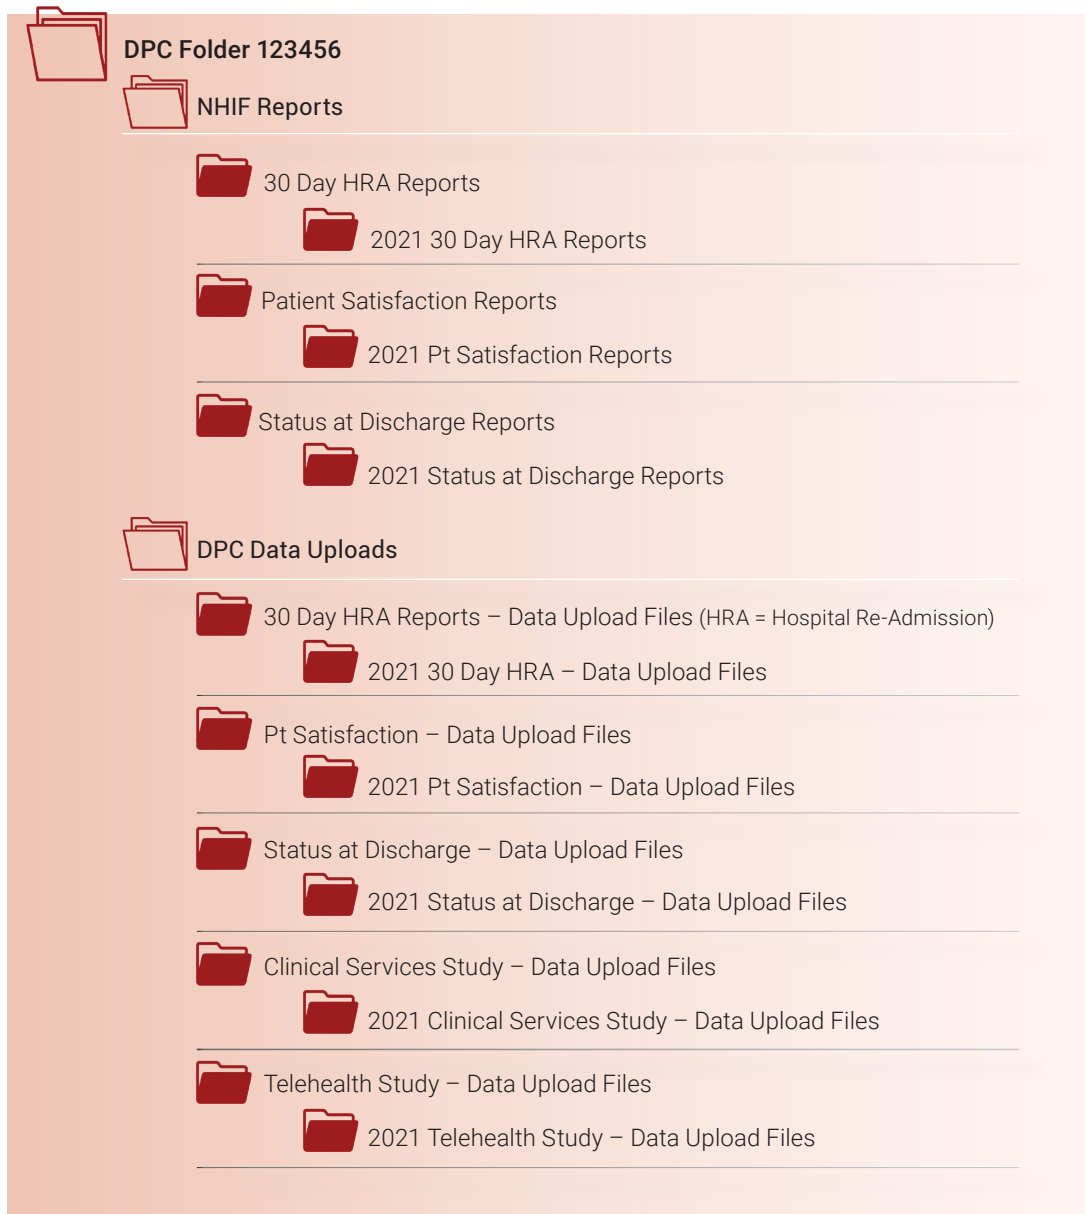 DPC Folder 123456
NHIF Reports
30 Day HRA Reports
2021 30 Day HRA Reports
Patient Satisfaction Reports
2021 Pt Satisfaction Reports
Status at Discharge Reports
2021 Status at Discharge Reports
DPC Data Uploads
30 Day HRA Reports – Data Upload Files (HRA = Hospital Re-Admission)
2021 30 Day HRA – Data Upload Files
Pt Satisfaction – Data Upload Files
2021 Pt Satisfaction – Data Upload Files
Status at Discharge – Data Upload Files
2021 Status at Discharge – Data Upload Files
Clinical Services Study – Data Upload Files
2021 Clinical Services Study – Data Upload Files
Telehealth Study – Data Upload Files
2021 Telehealth Study – Data Upload Files